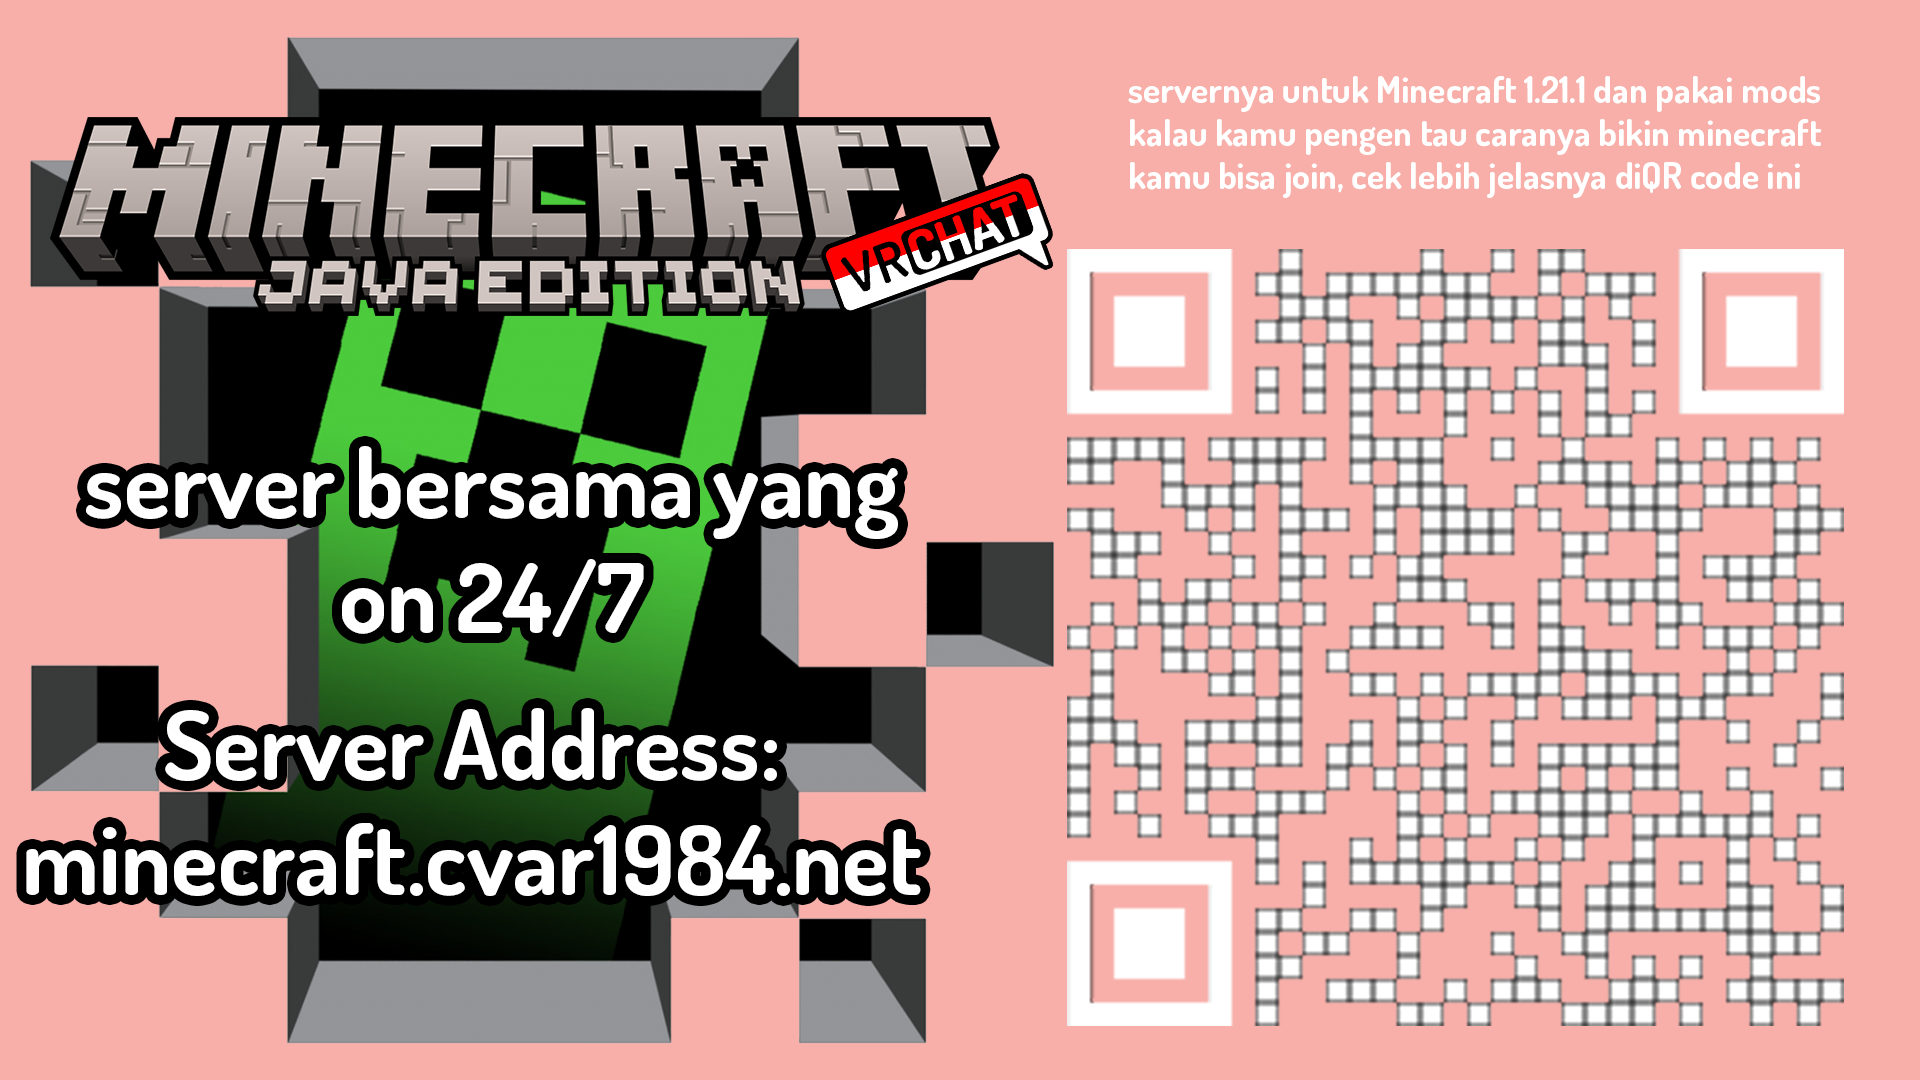 MINECRAFT
JAVA EDITION
VRCHAT
server bersama yang
on 24/7
Server Address:
minecraft.cvar1984.net
servernya untuk Minecraft 1.21.1 dan pakai mods
kalau kamu pengen tau caranya bikin minecraft
kamu bisa join, cek lebih jelasnya diQR code ini